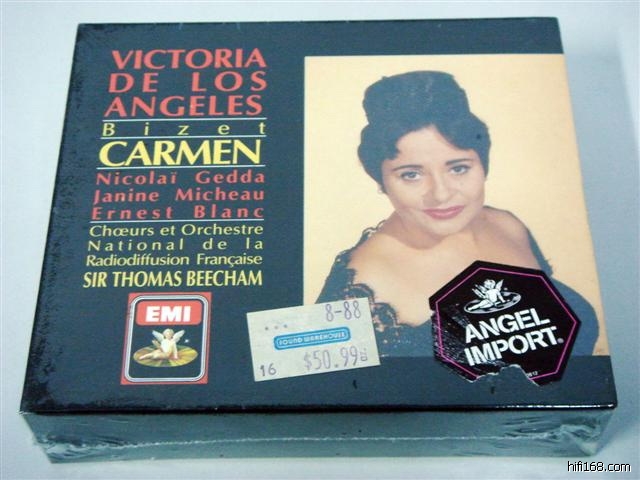 VICTORIA
DE LOS
ANGELES
Bizet
CARMEN
Nicolaï Gedda
Janine Micheau
Ernest Blanc
Chœurs et Orchestre
National de la
Radiodiffusion Française
SIR THOMAS BEECHAM
EMI
8-88
SOUND WAREHOUSE
16 $50.99
ANGEL
IMPORT®
hifi168.com